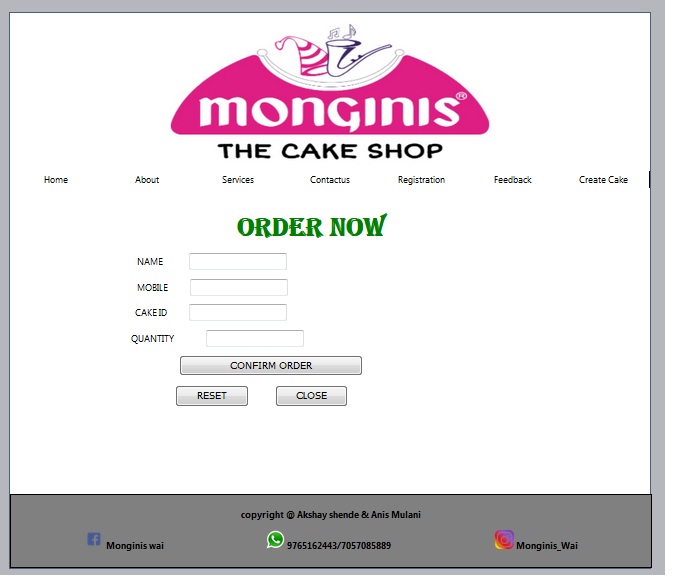 MONGINIS®
THE CAKE SHOP
Home About Services Contactus Registration Feedback Create Cake
ORDER NOW
NAME
MOBILE
CAKE ID
QUANTITY
CONFIRM ORDER
RESET CLOSE
copyright @ Akshay shende & Anis Mulani
Monginis wai 9765162443/7057085889 Monginis_Wai